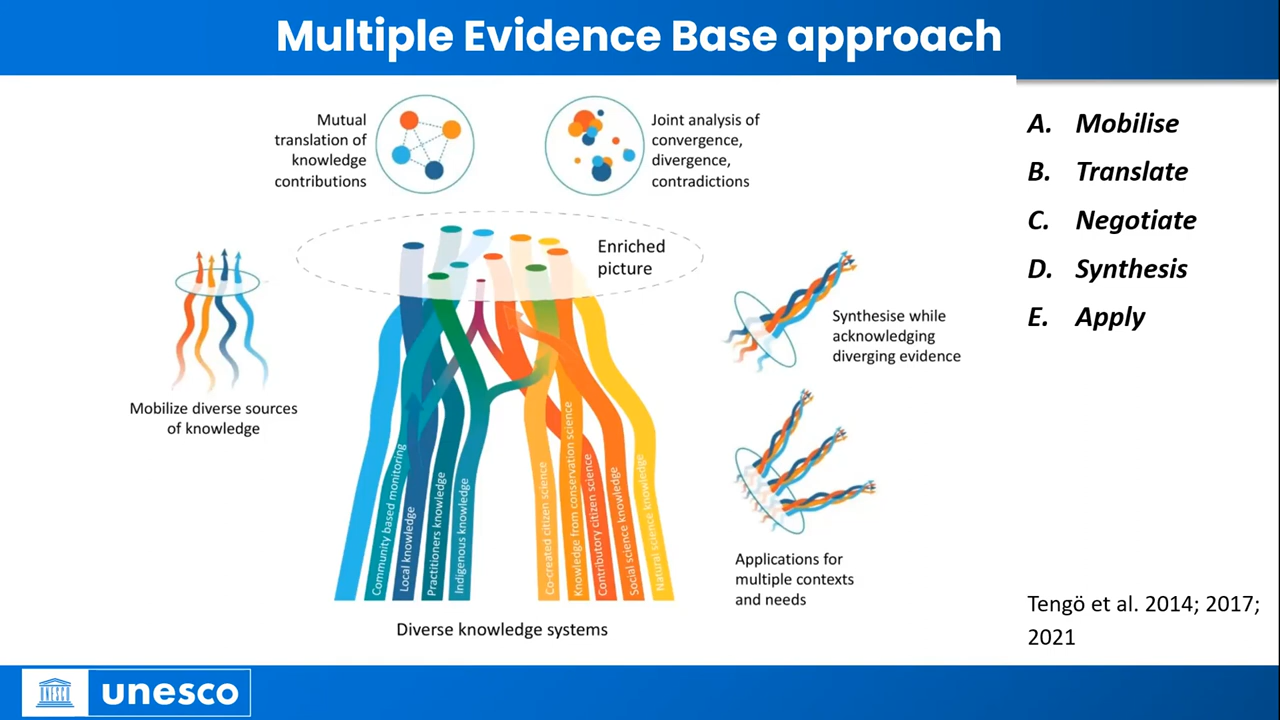 Multiple Evidence Base approach
Mutual
translation of
knowledge
contributions
Joint analysis of
convergence,
divergence,
contradictions
Enriched
picture
Mobilize diverse sources
of knowledge
Synthesise while
acknowledging
diverging evidence
Applications for
multiple contexts
and needs
Community based monitoring
Local knowledge
Practitioners knowledge
Indigenous knowledge
Co-created citizen science
Knowledge from conservation science
Contributory citizen science
Social science knowledge
Natural science knowledge
Diverse knowledge systems
A. Mobilise
B. Translate
C. Negotiate
D. Synthesis
E. Apply
Tengö et al. 2014; 2017;
2021
unesco